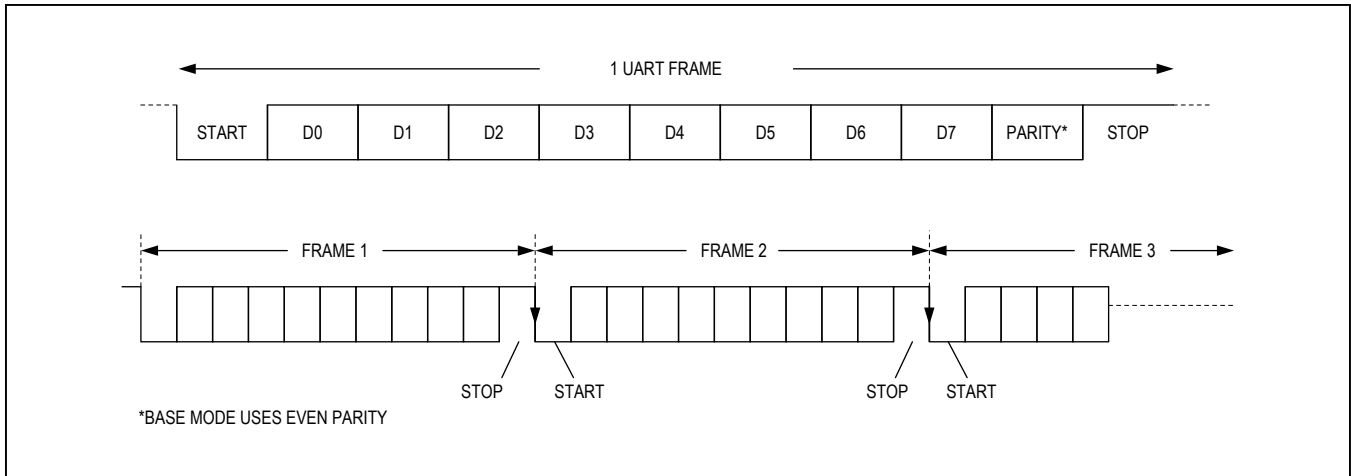 1 UART FRAME
START D0 D1 D2 D3 D4 D5 D6 D7 PARITY* STOP
FRAME 1 FRAME 2 FRAME 3
STOP START STOP START
*BASE MODE USES EVEN PARITY